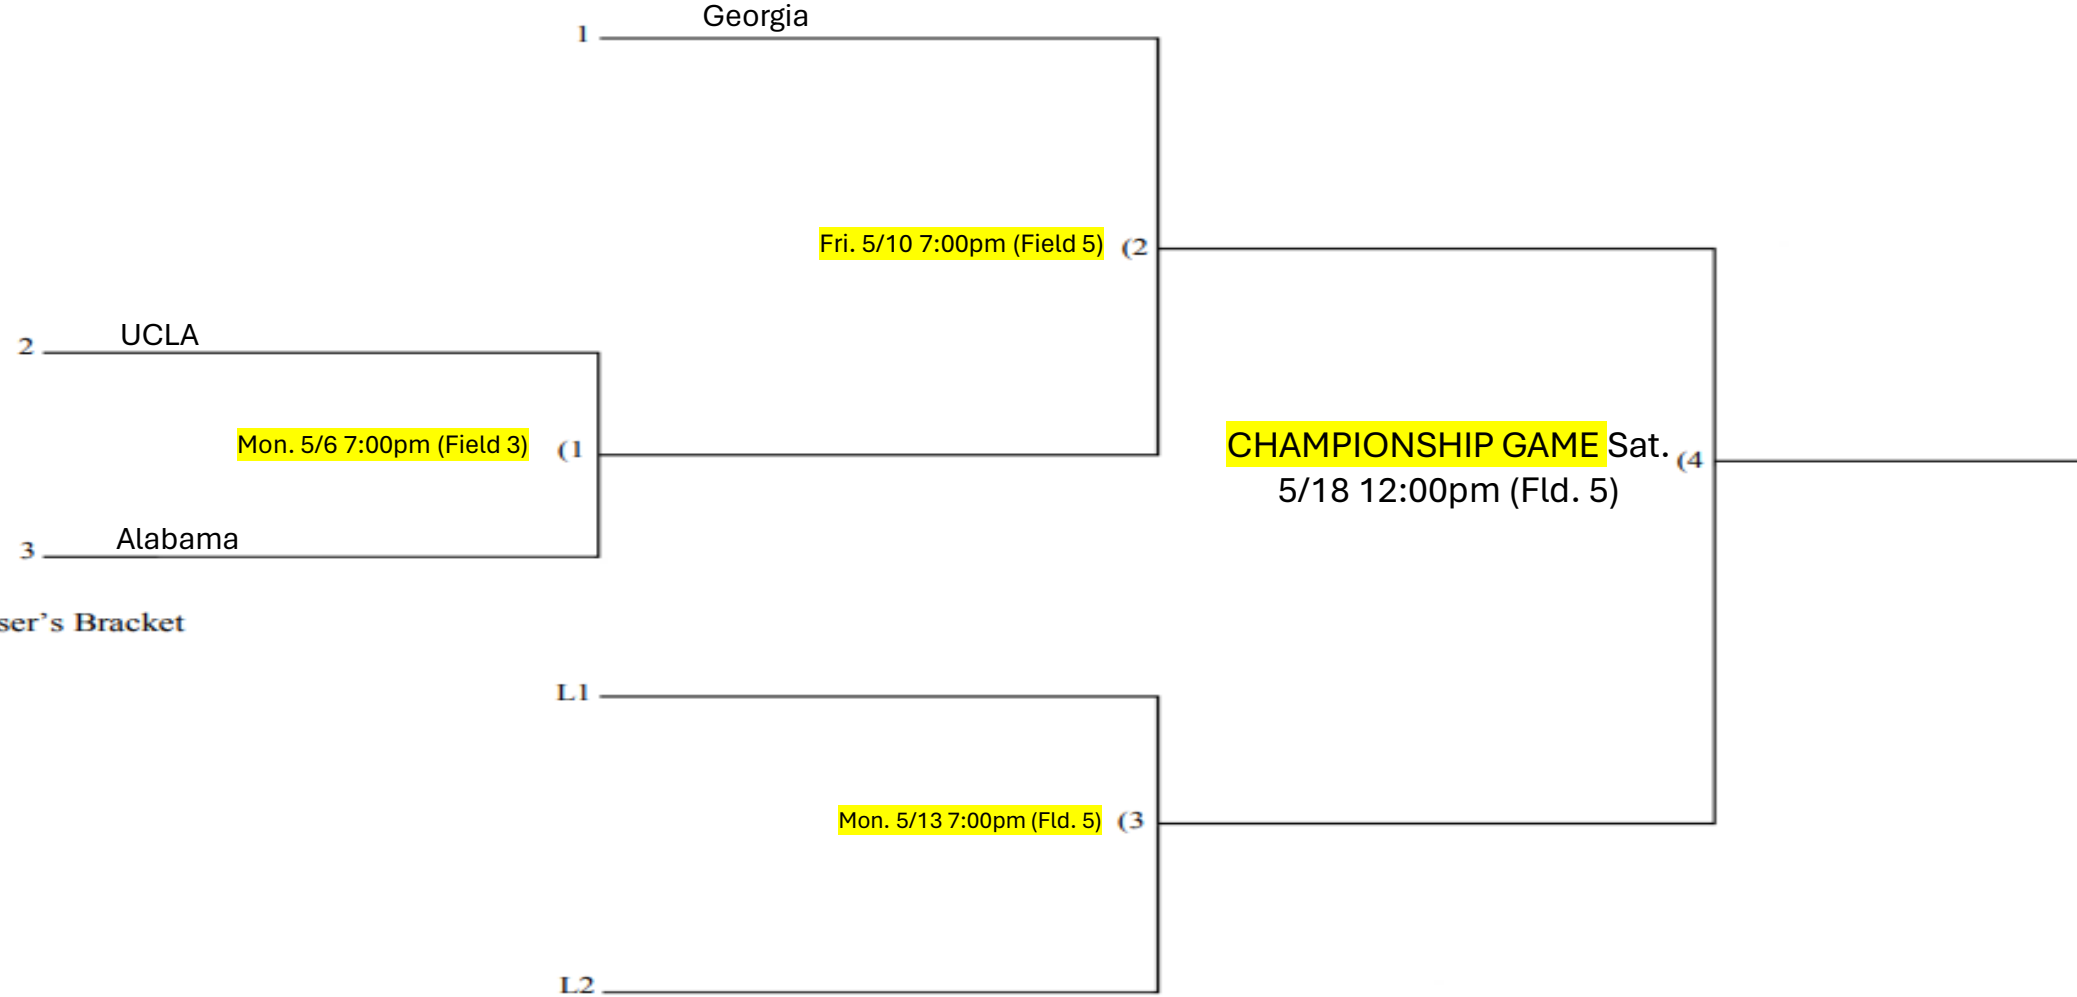 Georgia
1
Fri. 5/10 7:00pm (Field 5) (2
UCLA
2
Mon. 5/6 7:00pm (Field 3) (1
CHAMPIONSHIP GAME Sat. (4
5/18 12:00pm (Fld. 5)
Alabama
3
ser's Bracket
L1
Mon. 5/13 7:00pm (Fld. 5) (3
L2